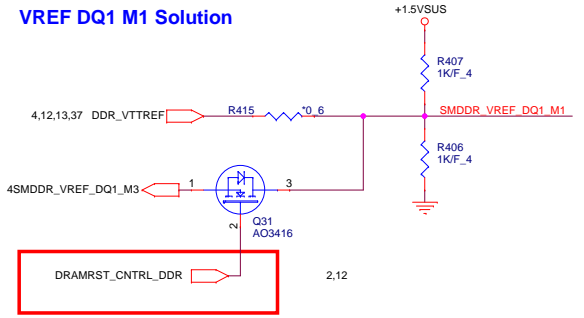 VREF DQ1 M1 Solution
+1.5VSUS
R407
1K/F_4
4,12,13,37 DDR_VTTREF
R415
*0_6
SMDDR_VREF_DQ1_M1
R406
1K/F_4
4SMDDR_VREF_DQ1_M3
1
3
Q31
AO3416
2
DRAMRST_CNTRL_DDR
2,12